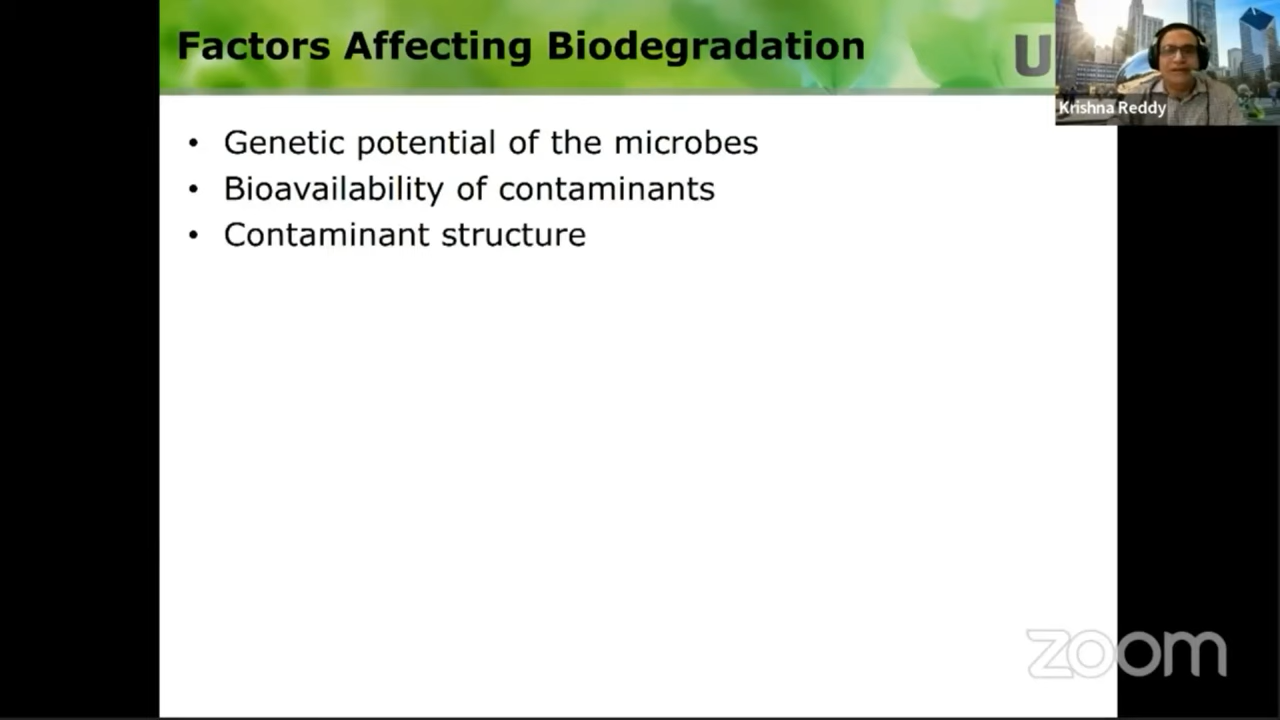 Factors Affecting Biodegradation
U
Krishna Reddy
• Genetic potential of the microbes
• Bioavailability of contaminants
• Contaminant structure
zoom